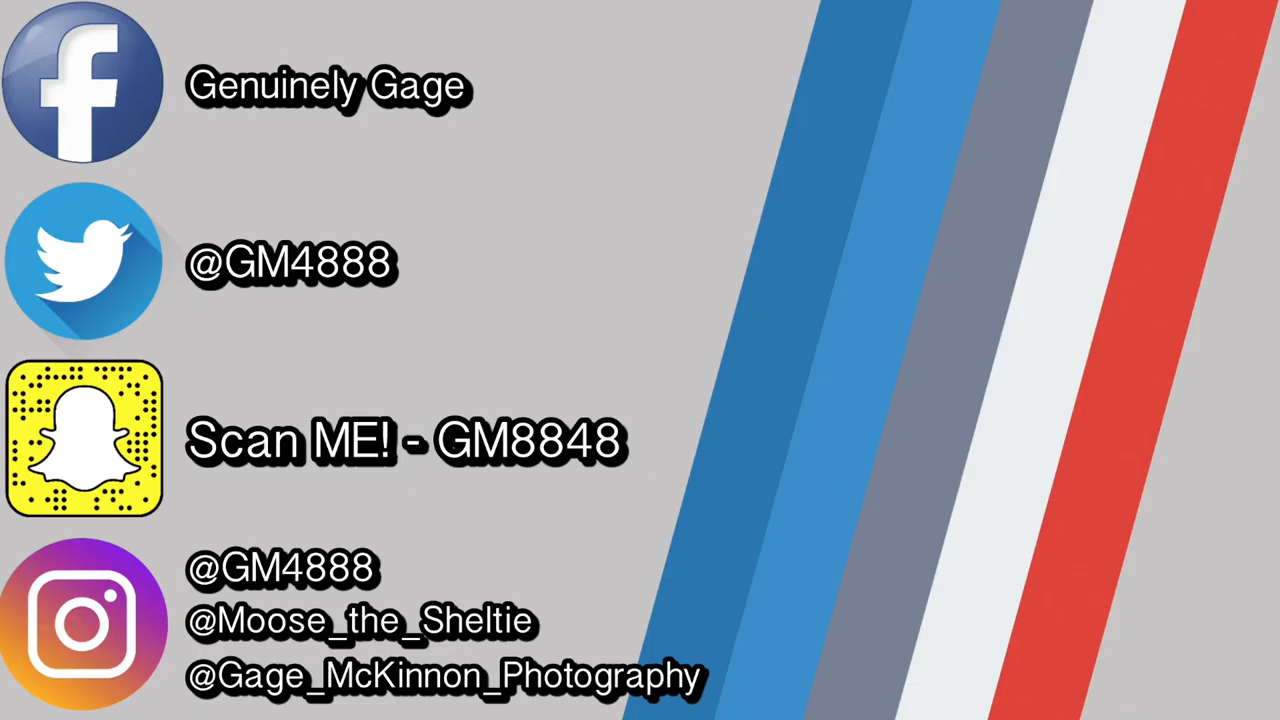 Genuinely Gage
@GM4888
Scan ME! - GM8848
@GM4888
@Moose_the_Sheltie
@Gage_McKinnon_Photography